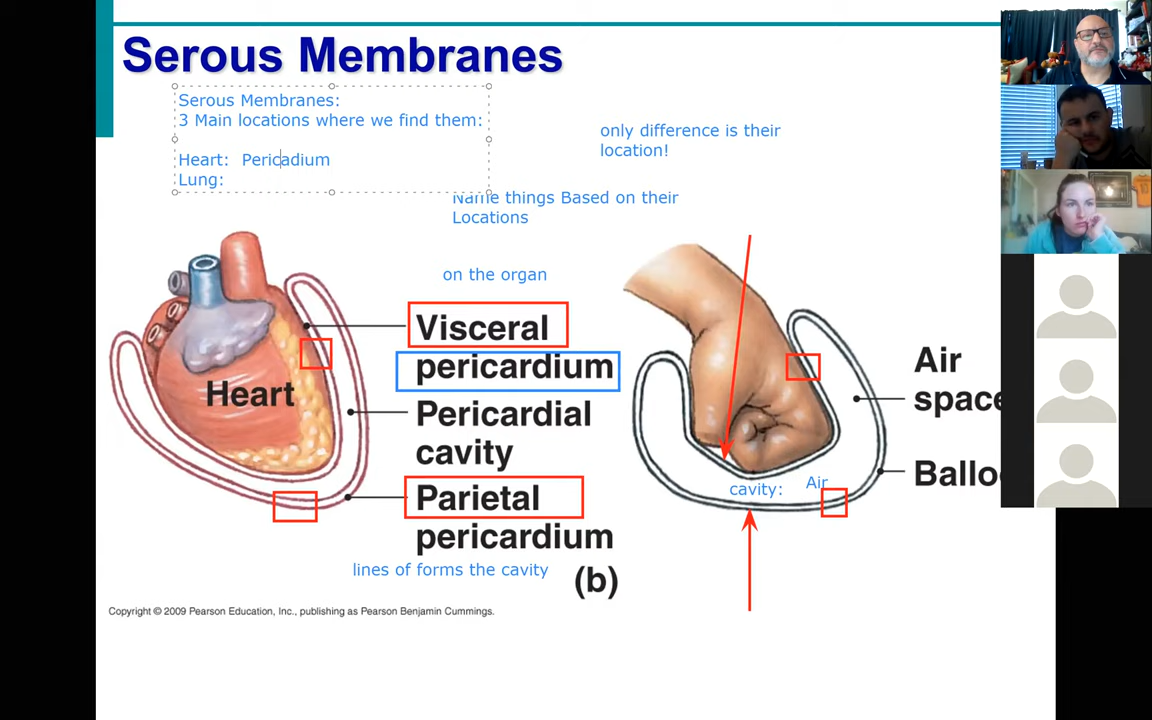 Serous Membranes
Serous Membranes:
3 Main locations where we find them:
Heart: Pericadium
Lung:
only difference is their
location!
Name things Based on their
Locations
on the organ
Visceral
pericardium
Heart
Pericardial
cavity
Parietal
pericardium
lines of forms the cavity
(b)
Air
space
Balloo
cavity: Air
Copyright © 2009 Pearson Education, Inc., publishing as Pearson Benjamin Cummings.